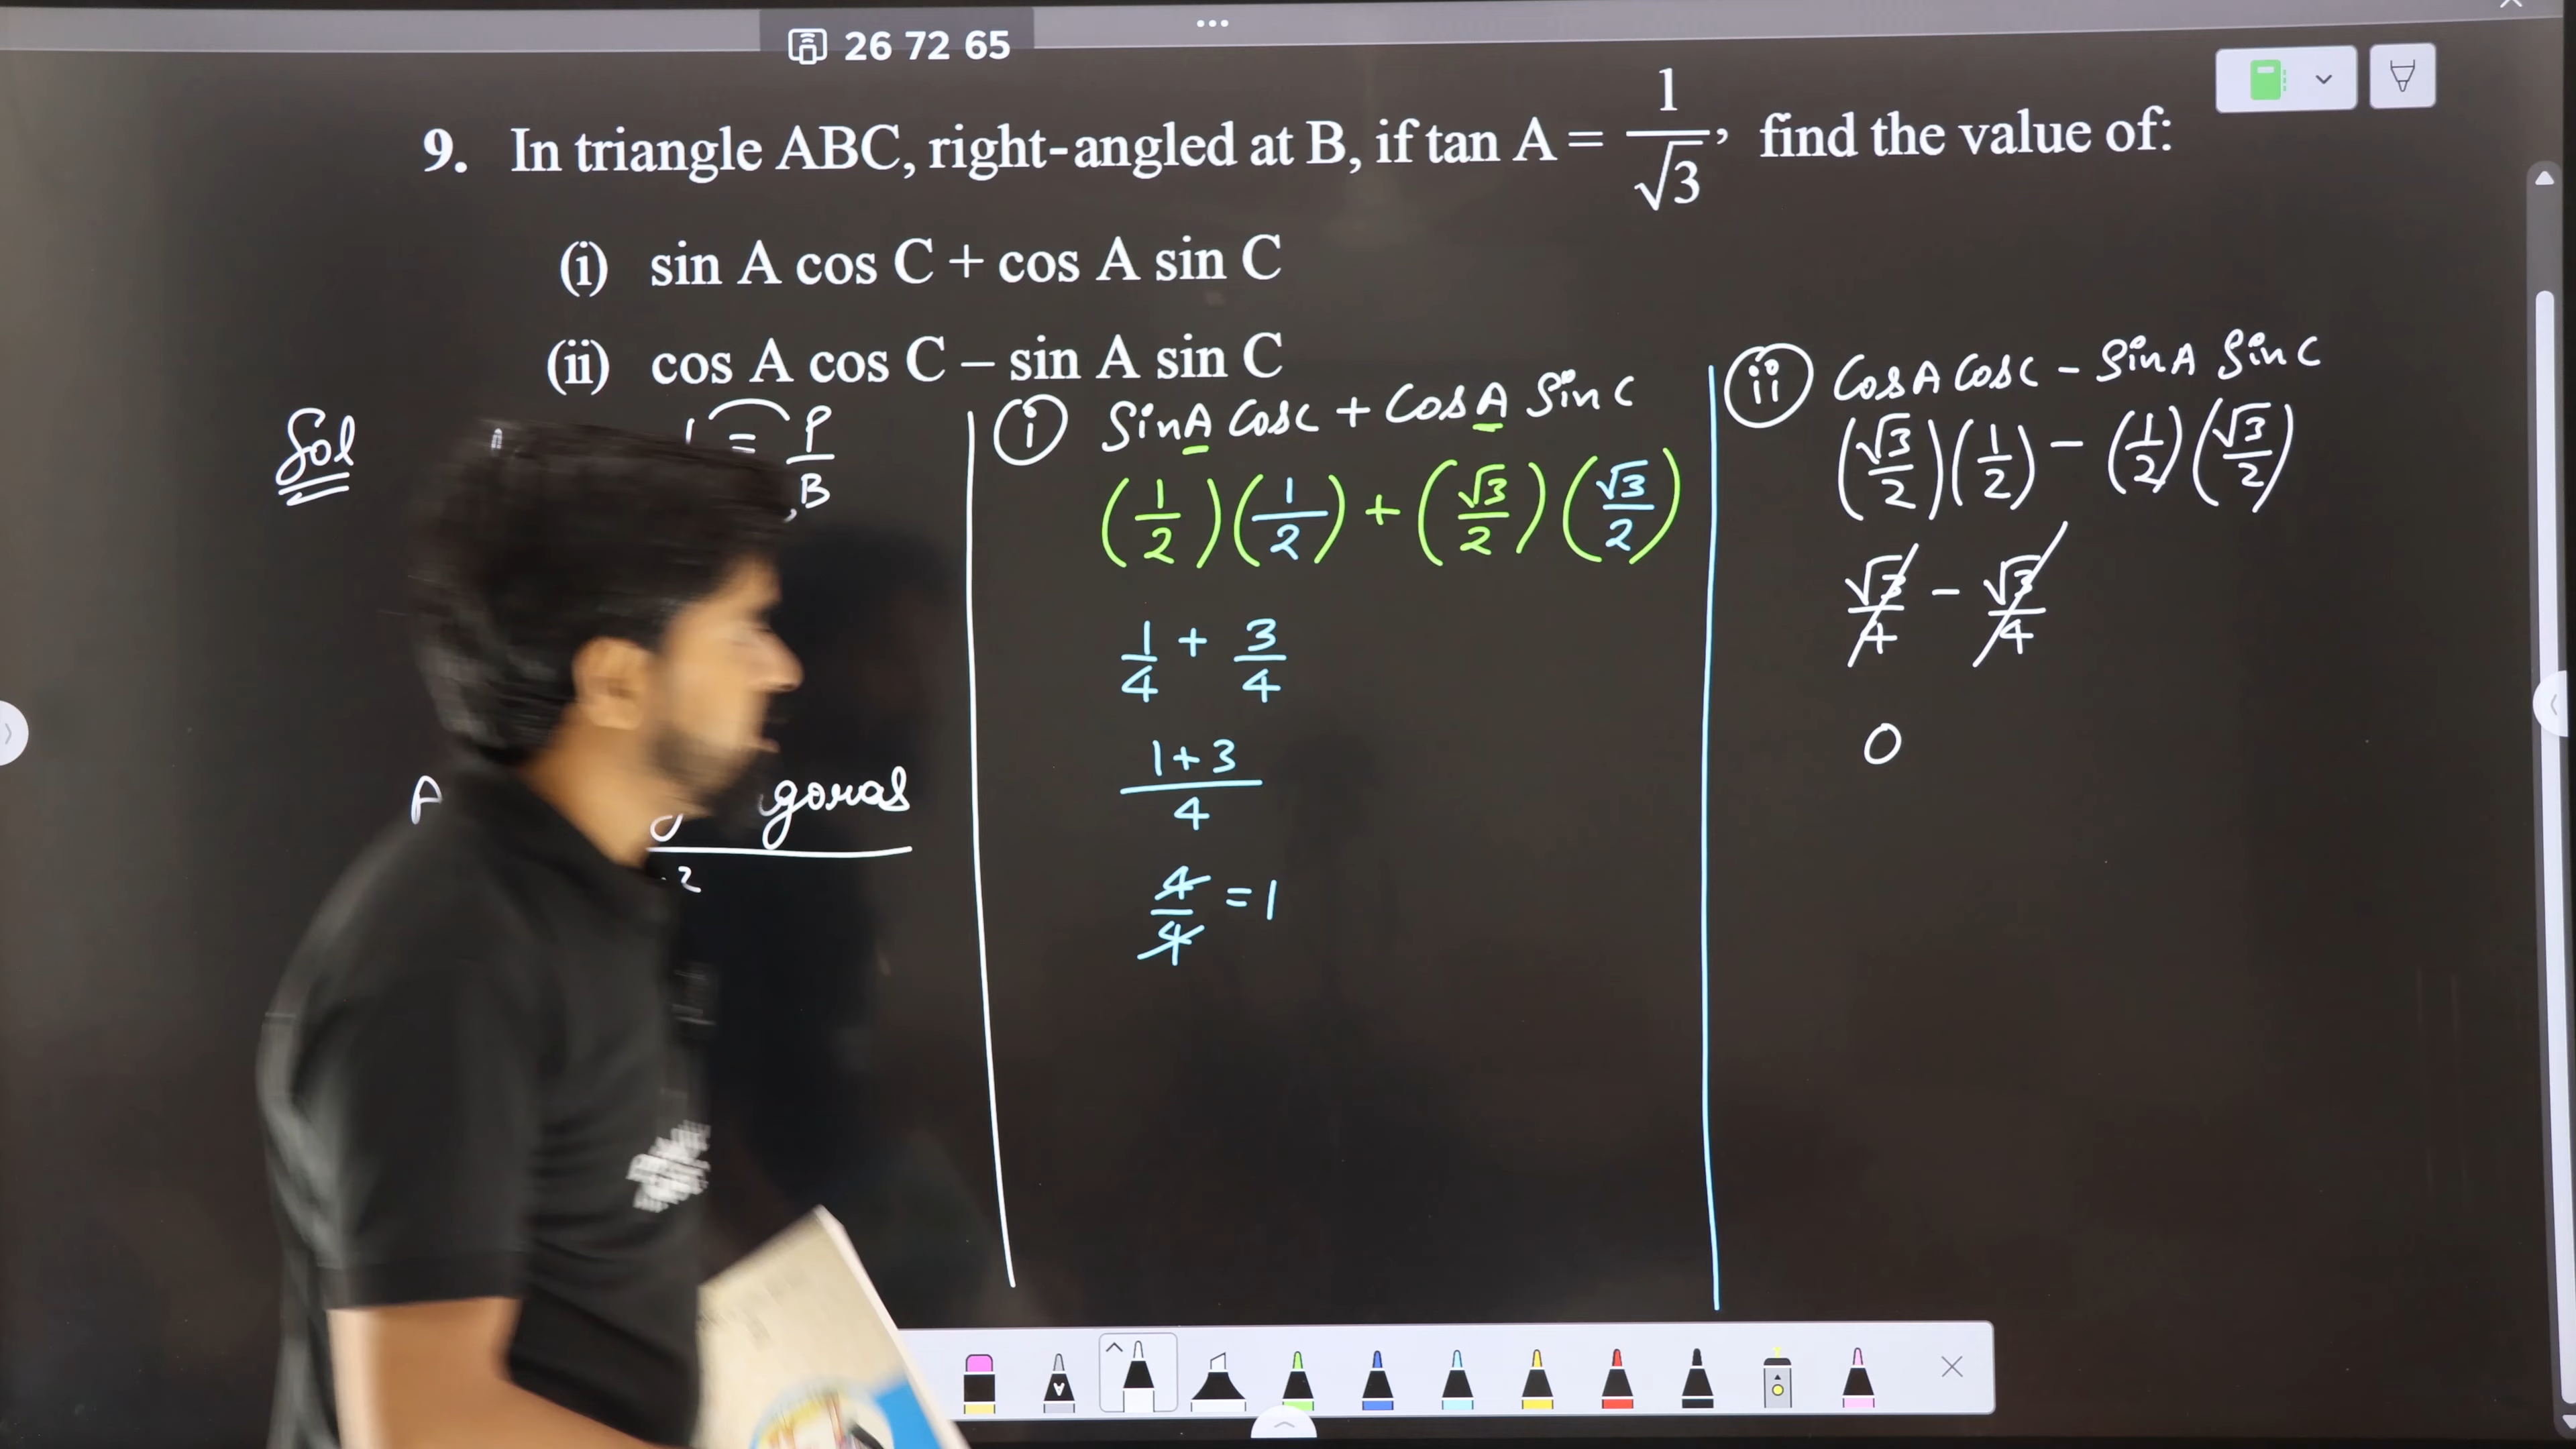 26 72 65
9. In triangle ABC, right-angled at B, if tan A = 1/√3, find the value of:
(i) sin A cos C + cos A sin C
(ii) cos A cos C – sin A sin C
Sol
= P/B
goras
2
(i) SinA CosC + CosA SinC
(1/2)(1/2) + (√3/2)(√3/2)
1/4 + 3/4
1+3/4
4/4 = 1
(ii) CosA CosC - SinA SinC
(√3/2)(1/2) - (1/2)(√3/2)
√3/4 - √3/4
0